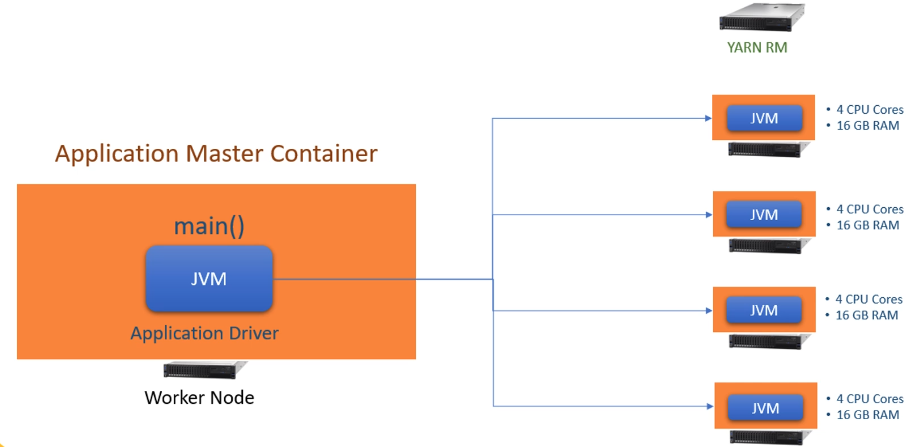 YARN RM
Application Master Container
main()
JVM
Application Driver
Worker Node
JVM
• 4 CPU Cores
• 16 GB RAM
JVM
• 4 CPU Cores
• 16 GB RAM
JVM
• 4 CPU Cores
• 16 GB RAM
JVM
• 4 CPU Cores
• 16 GB RAM